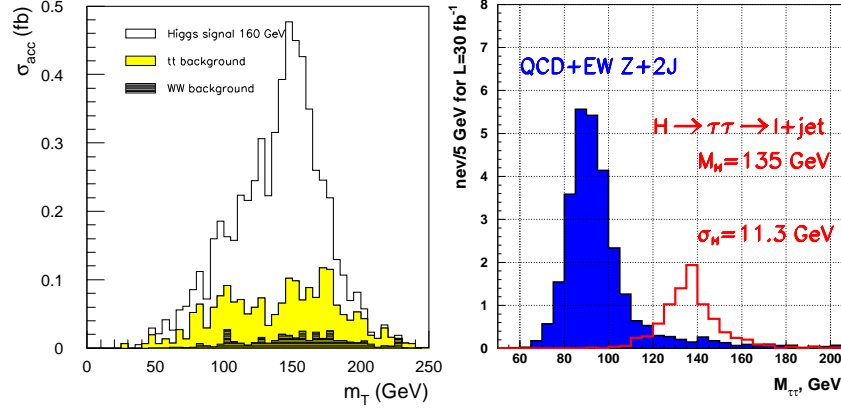 σacc (fb)
0.5
0.4
0.3
0.2
0.1
0
Higgs signal 160 GeV
tt background
WW background
0 50 100 150 200 250
mT (GeV)
nev/5 GeV for L=30 fb⁻¹
8
7
6
5
4
3
2
1
0
QCD+EW Z+2J
H → ττ → l+jet
MH=135 GeV
σH=11.3 GeV
60 80 100 120 140 160 180 200
Mττ, GeV